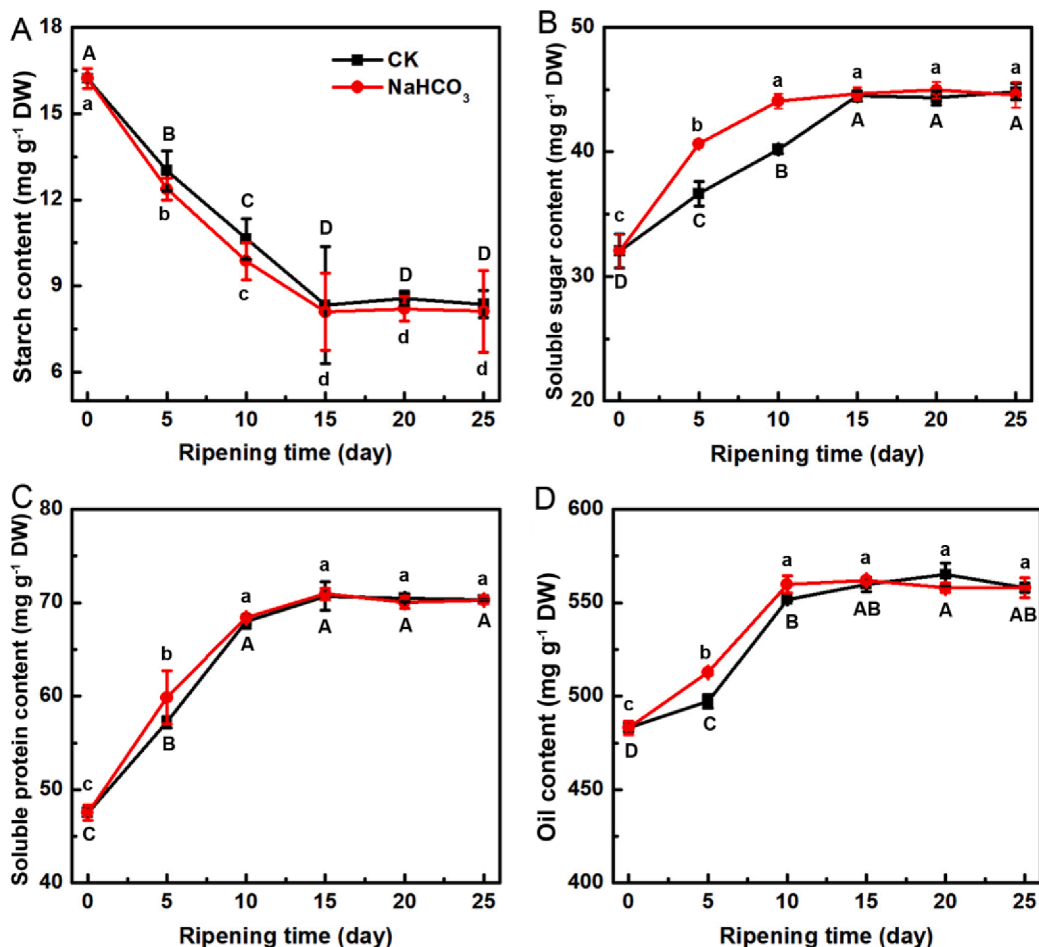 A
Starch content (mg g⁻¹ DW)
18
15
12
9
6
A
a
B
b
C
c
D
d
D
d
D
d
CK
NaHCO₃
0 5 10 15 20 25
Ripening time (day)
B
Soluble sugar content (mg g⁻¹ DW)
50
40
30
20
c
D
b
C
a
B
a
A
a
A
a
A
0 5 10 15 20 25
Ripening time (day)
C
Soluble protein content (mg g⁻¹ DW)
80
70
60
50
40
c
C
b
B
a
A
a
A
a
A
a
A
0 5 10 15 20 25
Ripening time (day)
D
Oil content (mg g⁻¹ DW)
600
550
500
450
400
c
D
b
C
a
B
a
AB
a
A
a
AB
0 5 10 15 20 25
Ripening time (day)